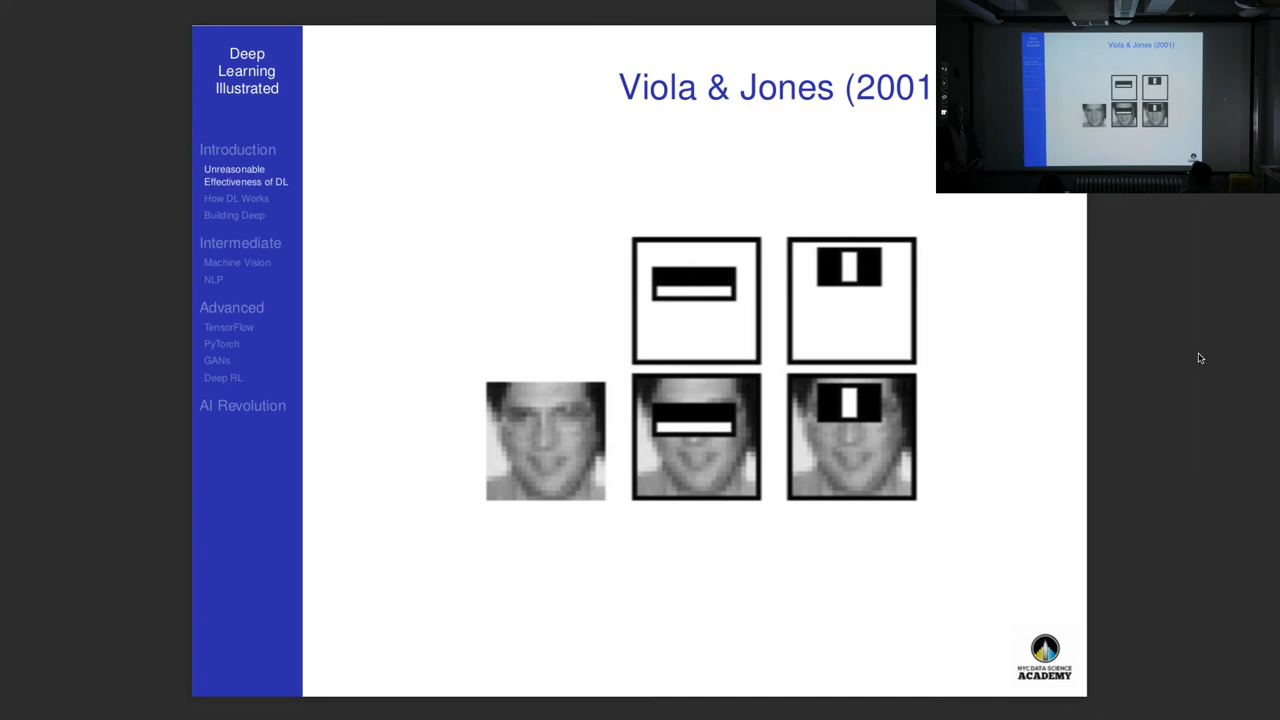 Deep
Learning
Illustrated
Introduction
Unreasonable
Effectiveness of DL
How DL Works
Building Deep
Intermediate
Machine Vision
NLP
Advanced
TensorFlow
PyTorch
GANs
Deep RL
AI Revolution
Viola & Jones (2001
NYC DATA SCIENCE
ACADEMY
Viola & Jones (2001)